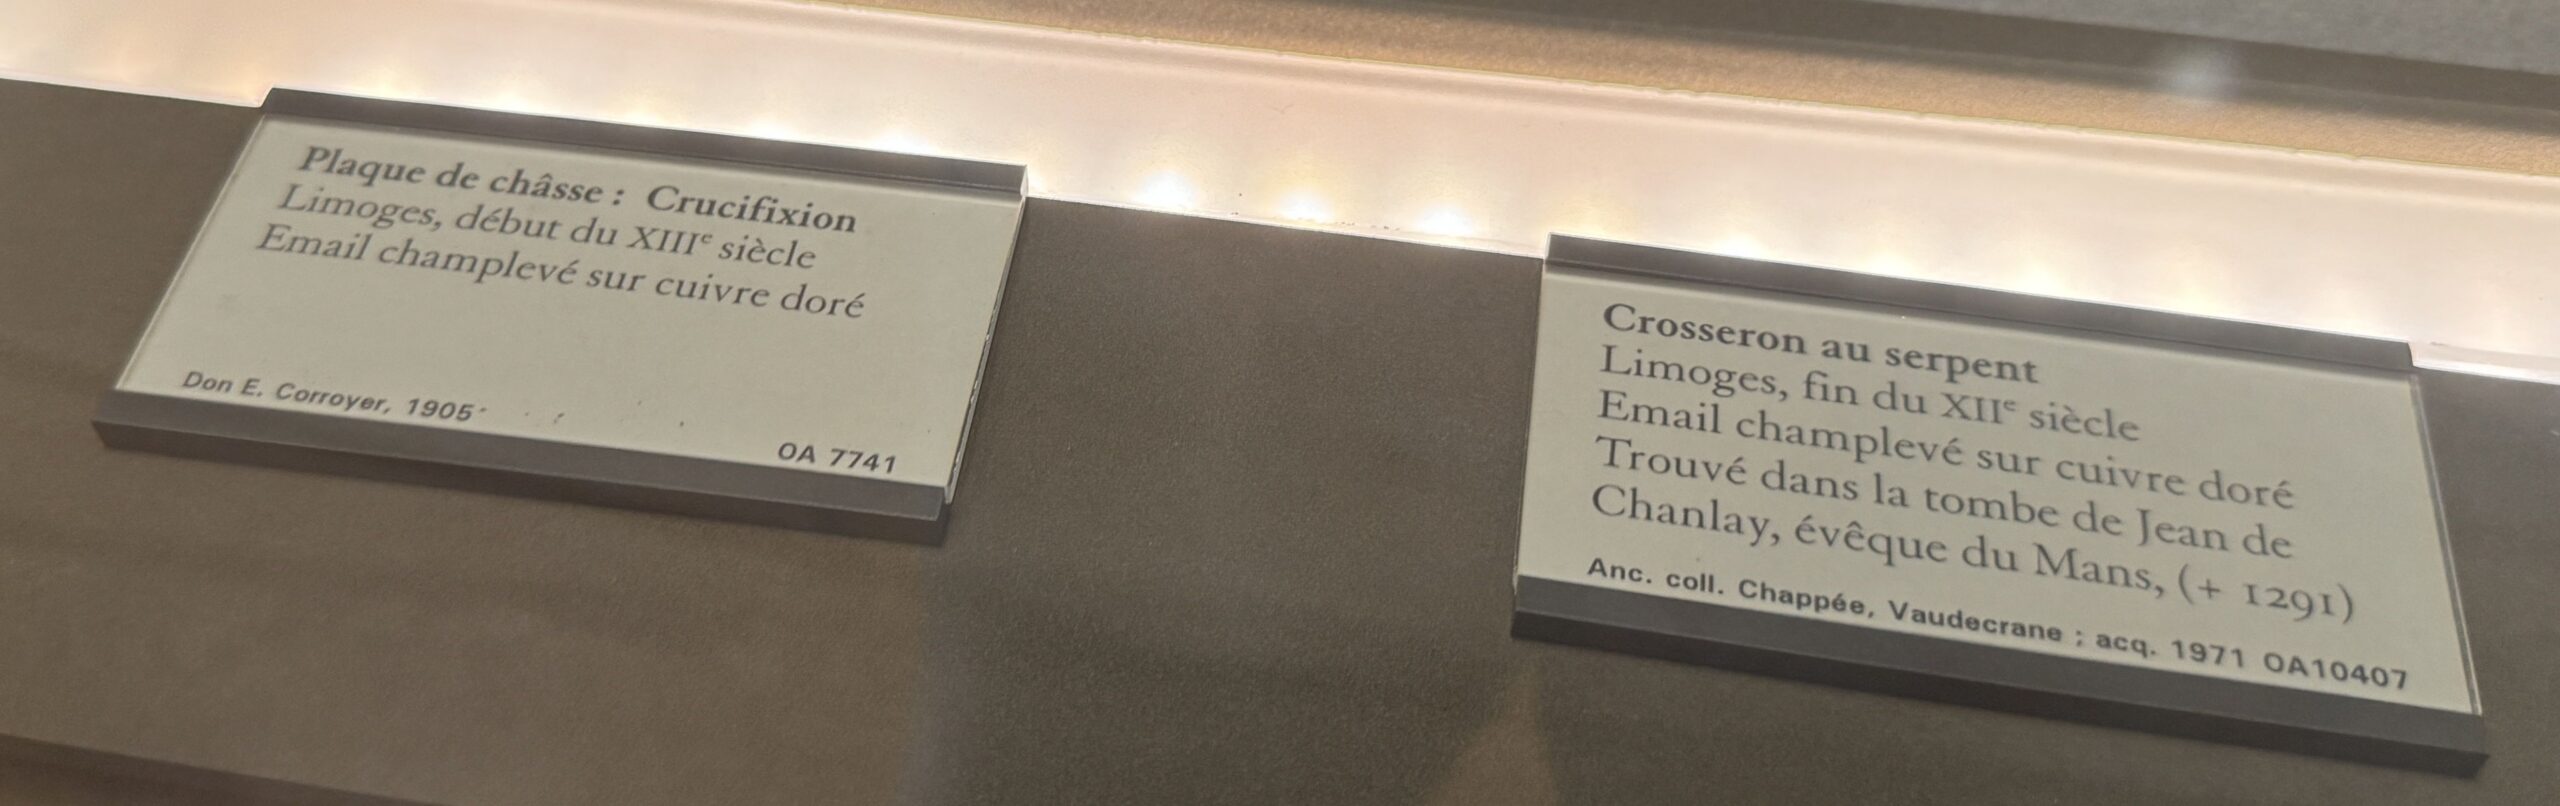 Plaque de châsse : Crucifixion
Limoges, début du XIIIe siècle
Email champlevé sur cuivre doré
Don E. Corroyer, 1905
OA 7741
Crosseron au serpent
Limoges, fin du XIIe siècle
Email champlevé sur cuivre doré
Trouvé dans la tombe de Jean de
Chanlay, évêque du Mans, (+ 1291)
Anc. coll. Chappée, Vaudecrane ; acq. 1971 OA10407